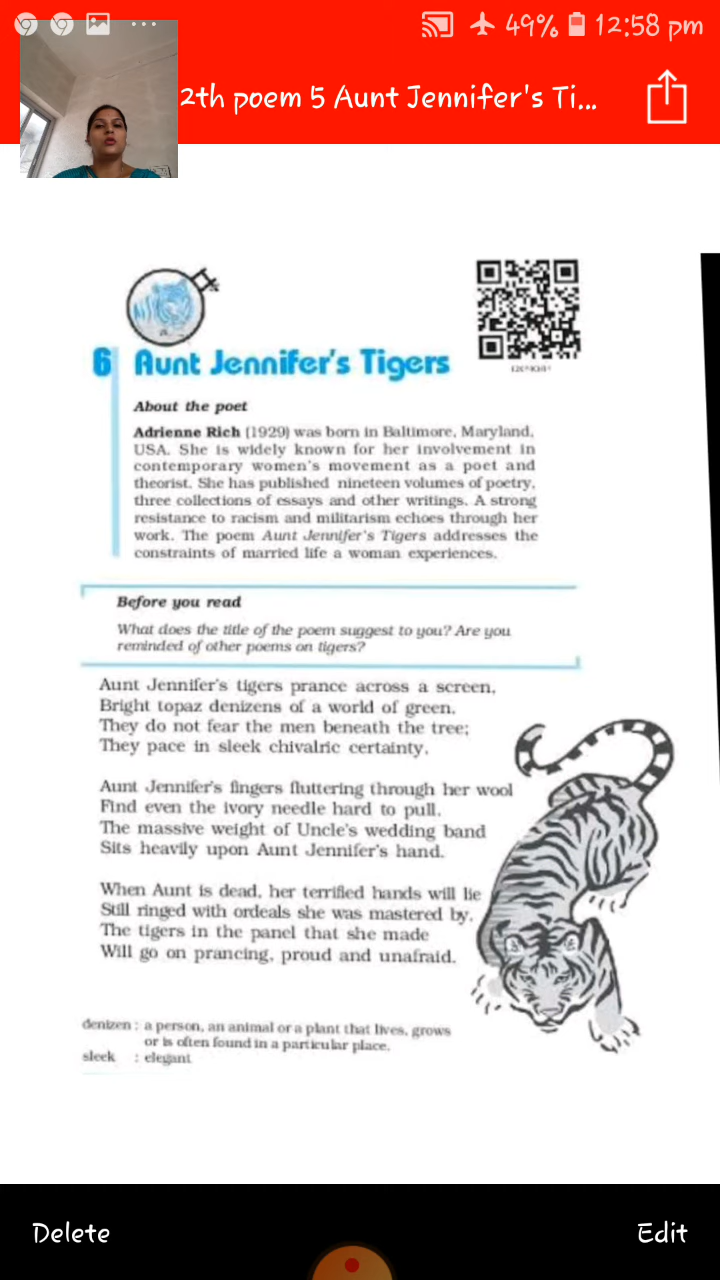 49% 12:58 pm
2th poem 5 Aunt Jennifer's Ti...
6 Aunt Jennifer's Tigers
About the poet
Adrienne Rich (1929) was born in Baltimore, Maryland,
USA. She is widely known for her involvement in
contemporary women's movement as a poet and
theorist. She has published nineteen volumes of poetry,
three collections of essays and other writings. A strong
resistance to racism and militarism echoes through her
work. The poem Aunt Jennifer's Tigers addresses the
constraints of married life a woman experiences.
Before you read
What does the title of the poem suggest to you? Are you
reminded of other poems on tigers?
Aunt Jennifer's tigers prance across a screen,
Bright topaz denizens of a world of green.
They do not fear the men beneath the tree;
They pace in sleek chivalric certainty.
Aunt Jennifer's fingers fluttering through her wool
Find even the ivory needle hard to pull.
The massive weight of Uncle's wedding band
Sits heavily upon Aunt Jennifer's hand.
When Aunt is dead, her terrified hands will lie
Still ringed with ordeals she was mastered by.
The tigers in the panel that she made
Will go on prancing, proud and unafraid.
denizen : a person, an animal or a plant that lives, grows
or is often found in a particular place.
sleek : elegant
Delete Edit